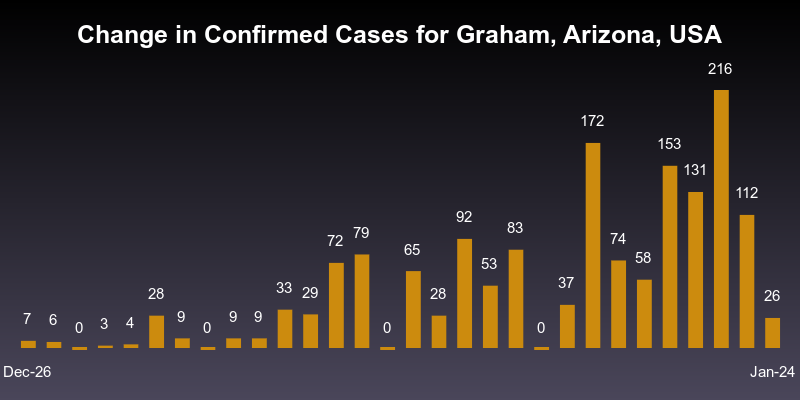 Change in Confirmed Cases for Graham, Arizona, USA
7 6 0 3 4 28 9 0 9 9 33 29 72 79 0 65 28 92 53 83 0 37 172 74 58 153 131 216 112 26
Dec-26 Jan-24